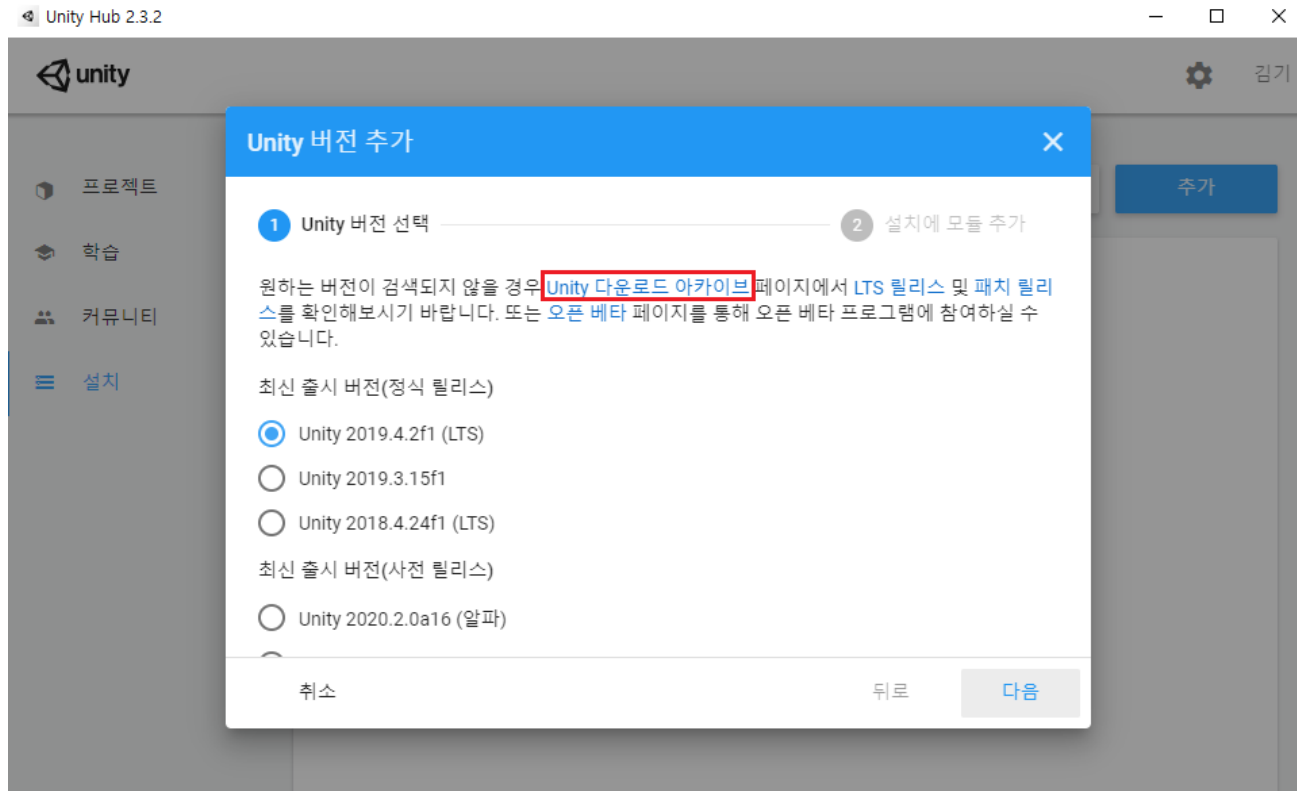 Unity Hub 2.3.2
unity
김기
Unity 버전 추가
프로젝트
학습
커뮤니티
설치
추가
1 Unity 버전 선택
2 설치에 모듈 추가
원하는 버전이 검색되지 않을 경우 Unity 다운로드 아카이브 페이지에서 LTS 릴리스 및 패치 릴리
스를 확인해보시기 바랍니다. 또는 오픈 베타 페이지를 통해 오픈 베타 프로그램에 참여하실 수
있습니다.
최신 출시 버전(정식 릴리스)
Unity 2019.4.2f1 (LTS)
Unity 2019.3.15f1
Unity 2018.4.24f1 (LTS)
최신 출시 버전(사전 릴리스)
Unity 2020.2.0a16 (알파)
취소
뒤로
다음